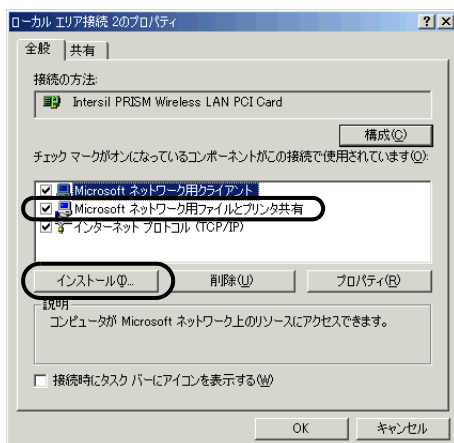 ローカル エリア接続 2のプロパティ
全般 共有
接続の方法:
Intersil PRISM Wireless LAN PCI Card
構成(C)
チェック マークがオンになっているコンポーネントがこの接続で使用されています(O):
Microsoft ネットワーク用クライアント
Microsoft ネットワーク用ファイルとプリンタ共有
インターネット プロトコル (TCP/IP)
インストール(I)... 削除(U) プロパティ(R)
説明
コンピュータが Microsoft ネットワーク上のリソースにアクセスできます。
接続時にタスク バーにアイコンを表示する(W)
OK キャンセル